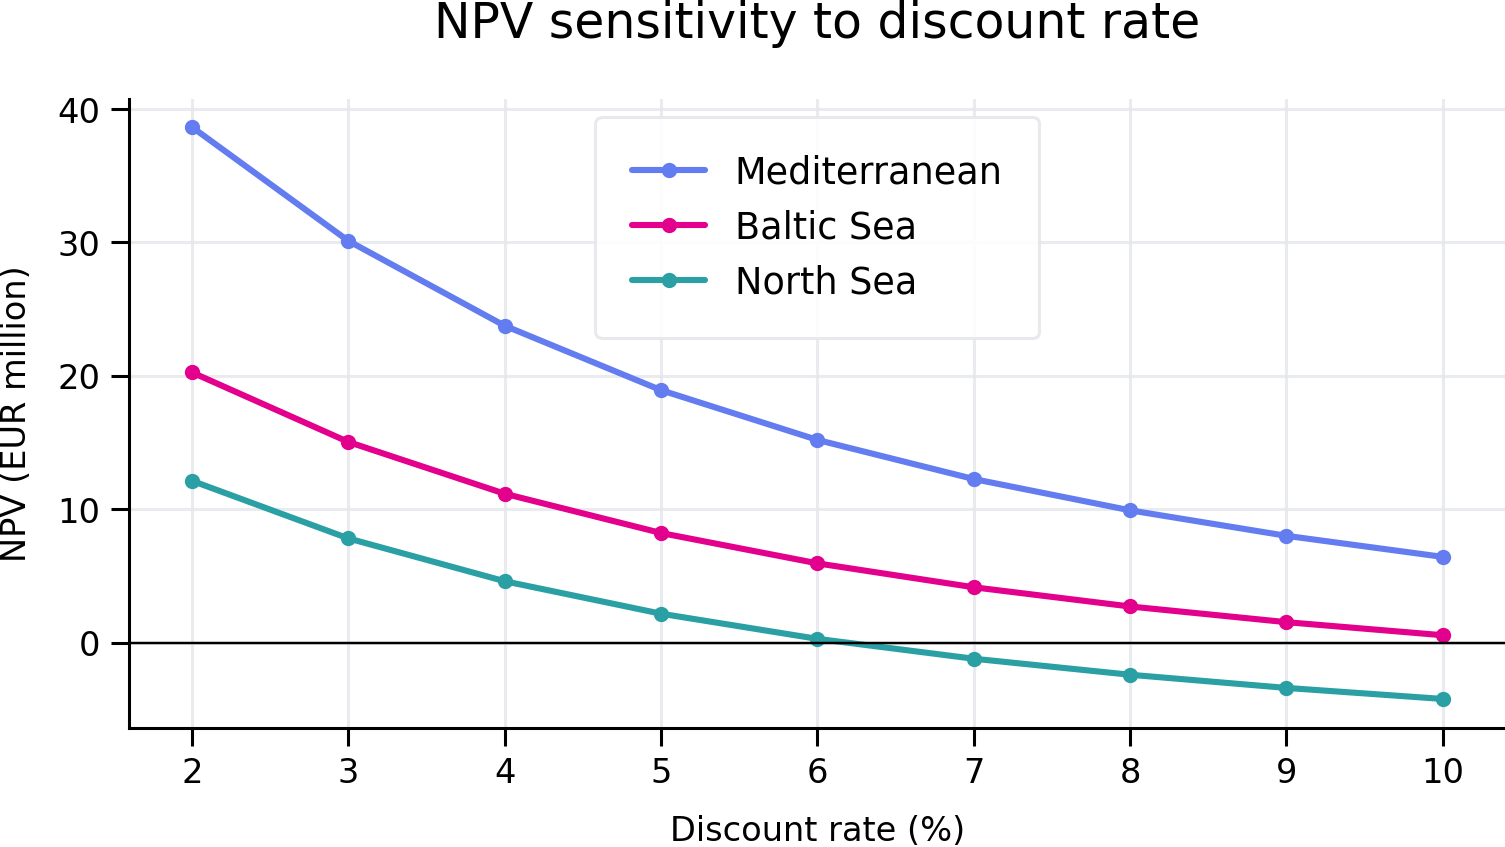 NPV sensitivity to discount rate
NPV (EUR million)
40
30
20
10
0
Mediterranean
Baltic Sea
North Sea
2 3 4 5 6 7 8 9 10
Discount rate (%)